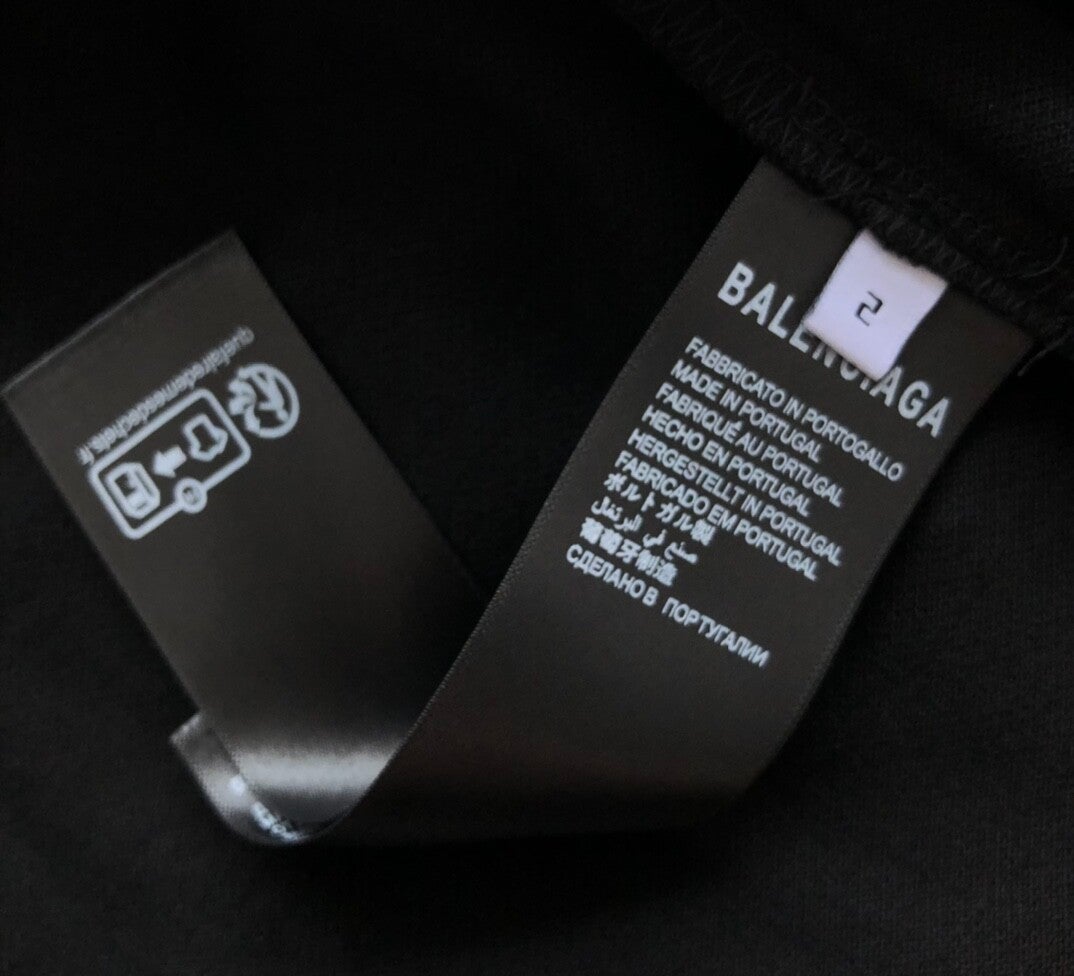 BALENCIAGA
2
FABBRICATO IN PORTOGALLO
MADE IN PORTUGAL
FABRIQUÉ AU PORTUGAL
HECHO EN PORTUGAL
HERGESTELLT IN PORTUGAL
FABRICADO EM PORTUGAL
ポルトガル製
صنع في البرتغال
葡萄牙制造
СДЕЛАНО В ПОРТУГАЛИИ
quefairedemesdechets.fr